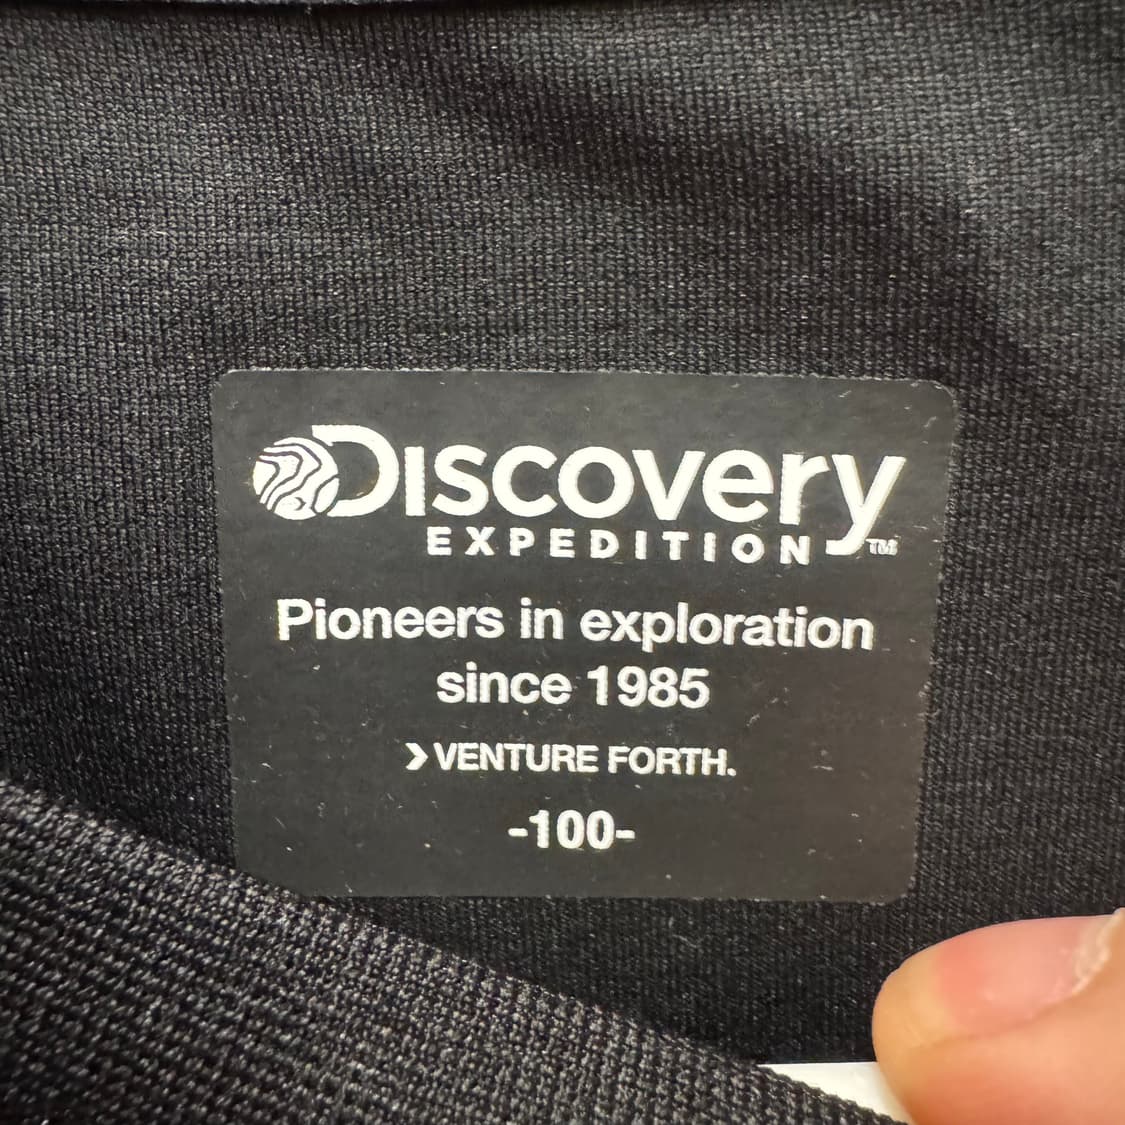 DISCOVERY
EXPEDITION™
Pioneers in exploration
since 1985
❯VENTURE FORTH.
-100-